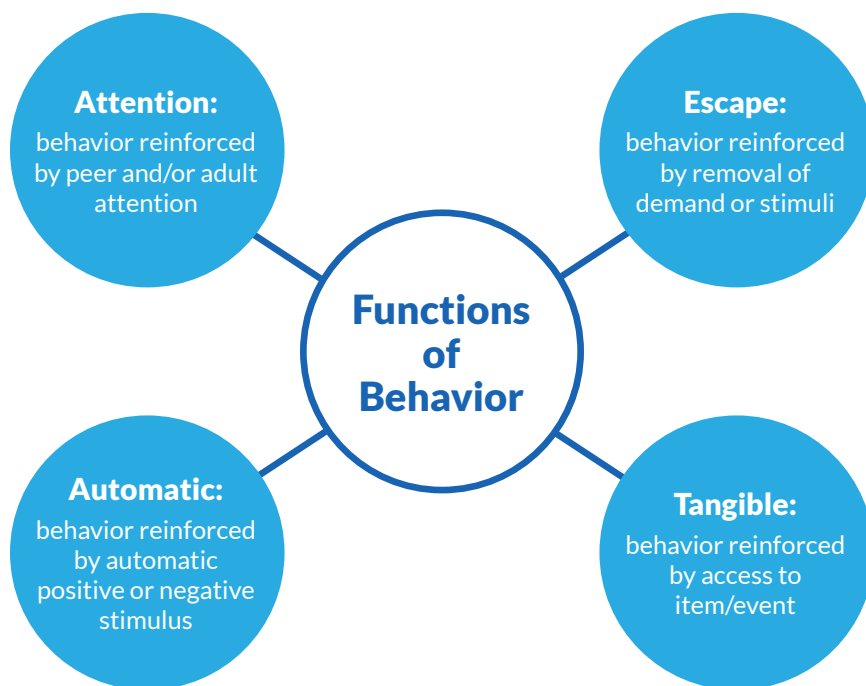 Attention:
behavior reinforced
by peer and/or adult
attention
Escape:
behavior reinforced
by removal of
demand or stimuli
Functions
of
Behavior
Automatic:
behavior reinforced
by automatic
positive or negative
stimulus
Tangible:
behavior reinforced
by access to
item/event